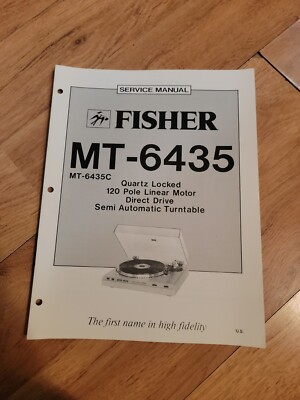 SERVICE MANUAL
FISHER
MT-6435
MT-6435C
Quartz Locked
120 Pole Linear Motor
Direct Drive
Semi Automatic Turntable
The first name in high fidelity
U.S.